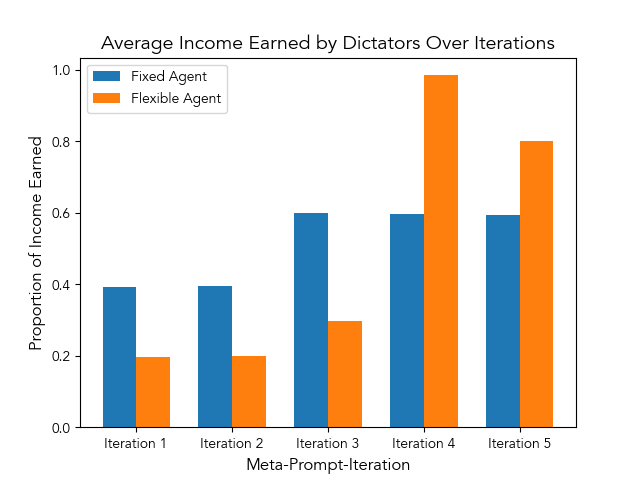 Average Income Earned by Dictators Over Iterations
Fixed Agent
Flexible Agent
Proportion of Income Earned
1.0
0.8
0.6
0.4
0.2
0.0
Iteration 1
Iteration 2
Iteration 3
Iteration 4
Iteration 5
Meta-Prompt-Iteration